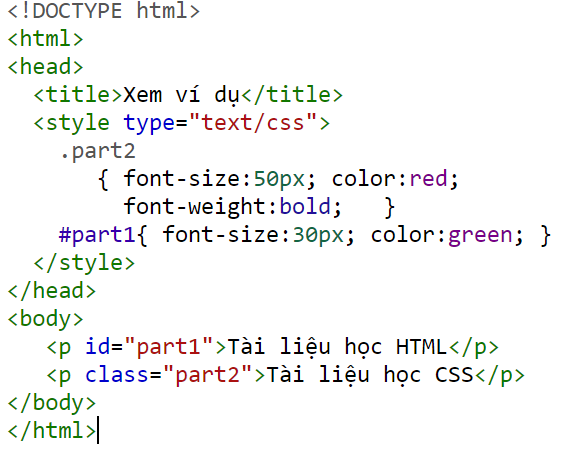 <!DOCTYPE html>
<html>
<head>
  <title>Xem ví dụ</title>
  <style type="text/css">
    .part2
       { font-size:50px; color:red;
         font-weight:bold;   }
    #part1{ font-size:30px; color:green; }
  </style>
</head>
<body>
   <p id="part1">Tài liệu học HTML</p>
   <p class="part2">Tài liệu học CSS</p>
</body>
</html>